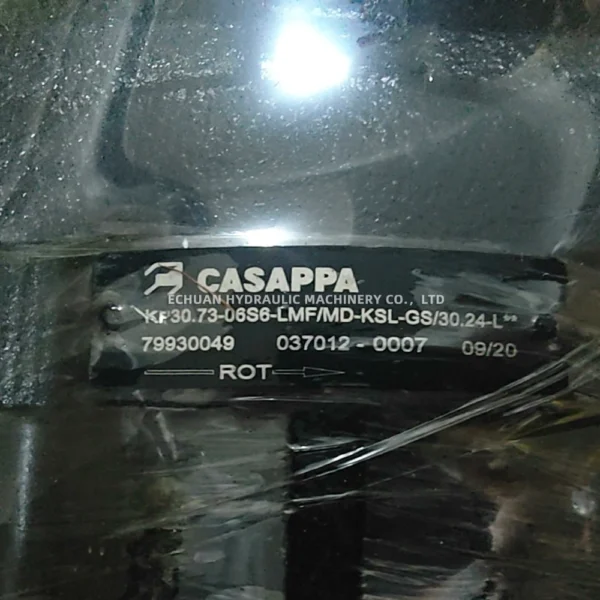 CASAPPA
ECHUAN HYDRAULIC MACHINERY CO., LTD
KP30.73-06S6-LMF/MD-KSL-GS/30.24-L**
79930049 037012-0007 09/20
ROT